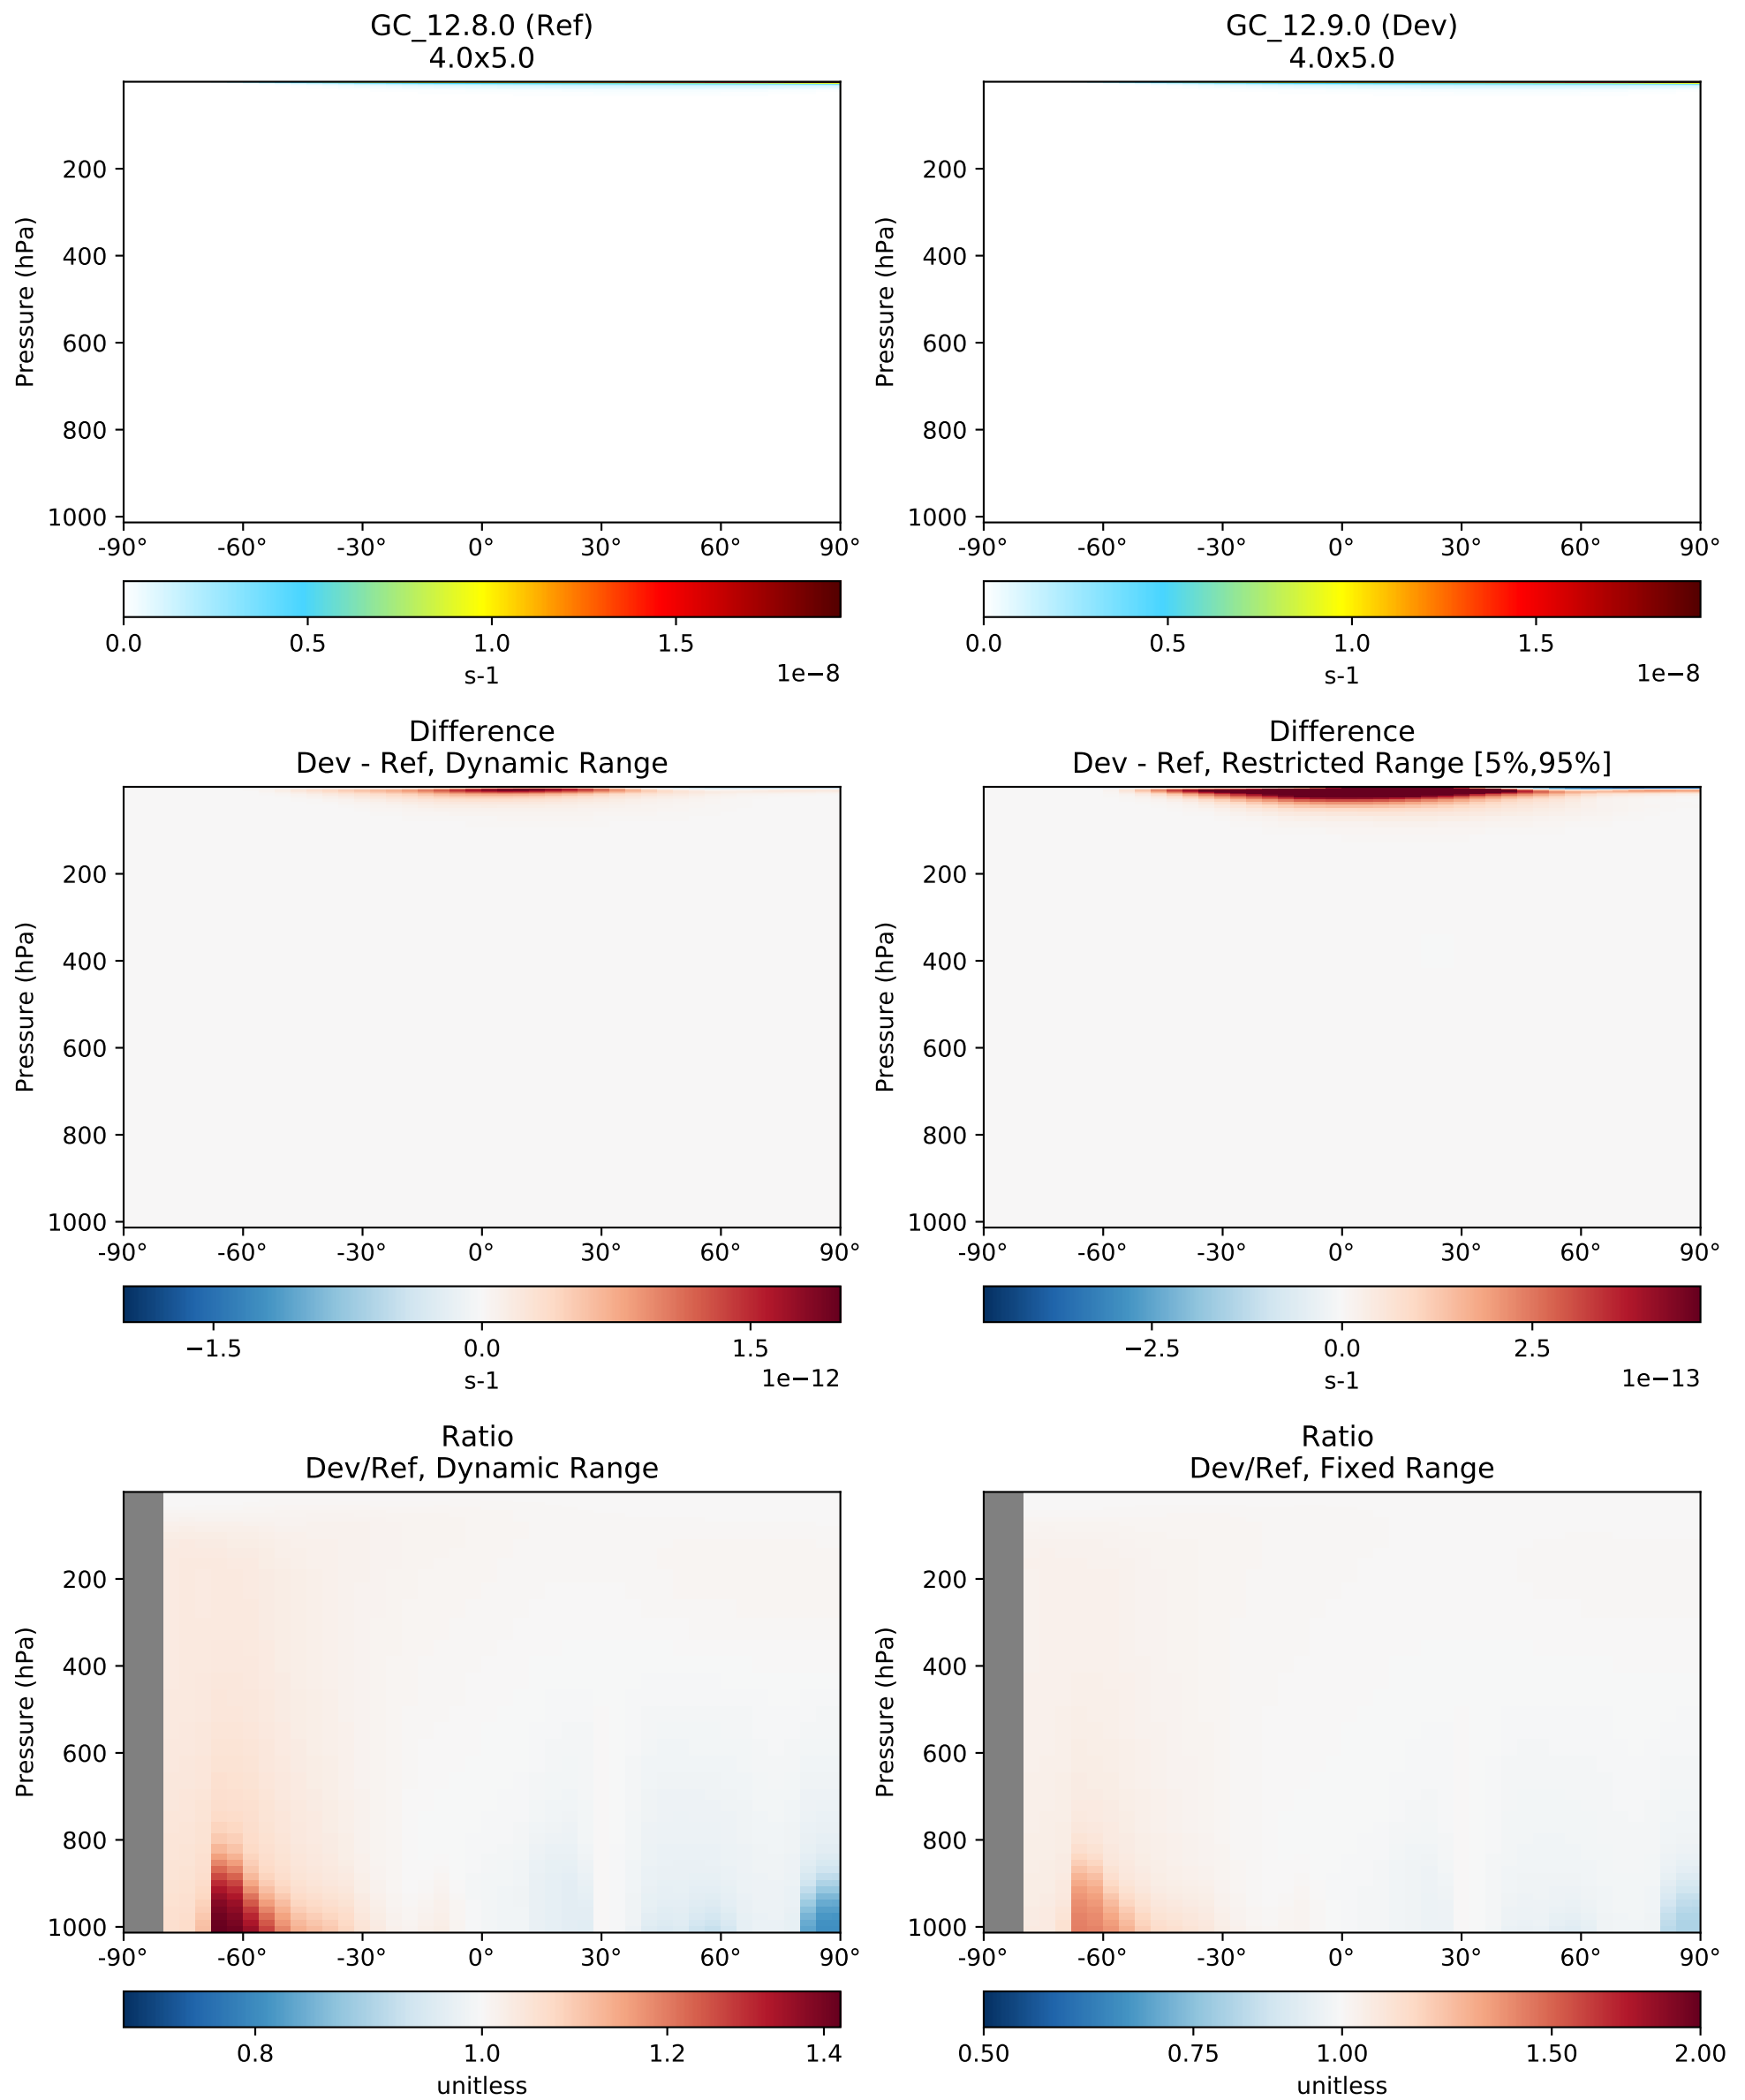 GC_12.8.0 (Ref)
4.0x5.0
Pressure (hPa)
200
400
600
800
1000
-90° -60° -30° 0° 30° 60° 90°
0.0 0.5 1.0 1.5
s-1
1e−8
GC_12.9.0 (Dev)
4.0x5.0
Pressure (hPa)
200
400
600
800
1000
-90° -60° -30° 0° 30° 60° 90°
0.0 0.5 1.0 1.5
s-1
1e−8
Difference
Dev - Ref, Dynamic Range
Pressure (hPa)
200
400
600
800
1000
-90° -60° -30° 0° 30° 60° 90°
−1.5 0.0 1.5
s-1
1e−12
Difference
Dev - Ref, Restricted Range [5%,95%]
Pressure (hPa)
200
400
600
800
1000
-90° -60° -30° 0° 30° 60° 90°
−2.5 0.0 2.5
s-1
1e−13
Ratio
Dev/Ref, Dynamic Range
Pressure (hPa)
200
400
600
800
1000
-90° -60° -30° 0° 30° 60° 90°
0.8 1.0 1.2 1.4
unitless
Ratio
Dev/Ref, Fixed Range
Pressure (hPa)
200
400
600
800
1000
-90° -60° -30° 0° 30° 60° 90°
0.50 0.75 1.00 1.50 2.00
unitless